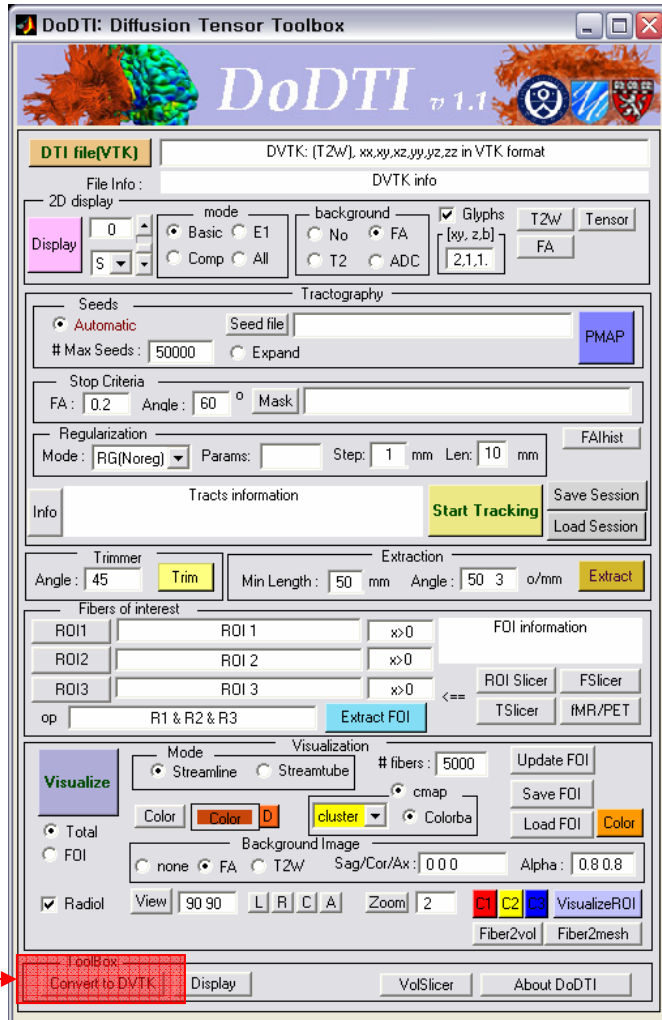 DoDTI: Diffusion Tensor Toolbox
DoDTI v 1.1
DTI file(VTK) DVTK: (T2W), xx,xy,xz,yy,yz,zz in VTK format
File Info : DVTK info
2D display
Display 0 S
mode
Basic E1
Comp All
background
No FA
T2 ADC
Glyphs
[xy, z,b]
2,1,1.
T2W Tensor
FA
Tractography
Seeds
Automatic Seed file
# Max Seeds : 50000 Expand
PMAP
Stop Criteria
FA : 0.2 Angle : 60 o Mask
Regularization
Mode : RG(Noreg) Params: Step: 1 mm Len: 10 mm
FAIhist
Info Tracts information Start Tracking Save Session
Load Session
Trimmer
Angle : 45 Trim
Extraction
Min Length : 50 mm Angle : 50 3 o/mm Extract
Fibers of interest
ROI1 ROI 1 x>0 FOI information
ROI2 ROI 2 x>0
ROI3 ROI 3 x>0 <== ROI Slicer FSlicer
op R1 & R2 & R3 Extract FOI TSlicer fMR/PET
Visualization
Visualize
Mode
Streamline Streamtube
# fibers : 5000 Update FOI
Color Color D cluster cmap
Colorba
Save FOI
Load FOI Color
Total
FOI
Background Image
none FA T2W Sag/Cor/Ax : 0 0 0 Alpha : 0.8 0.8
Radiol View 90 90 L R C A Zoom 2 C1 C2 C3 VisualizeROI
Fiber2vol Fiber2mesh
ToolBox
Convert to DVTK Display VolSlicer About DoDTI